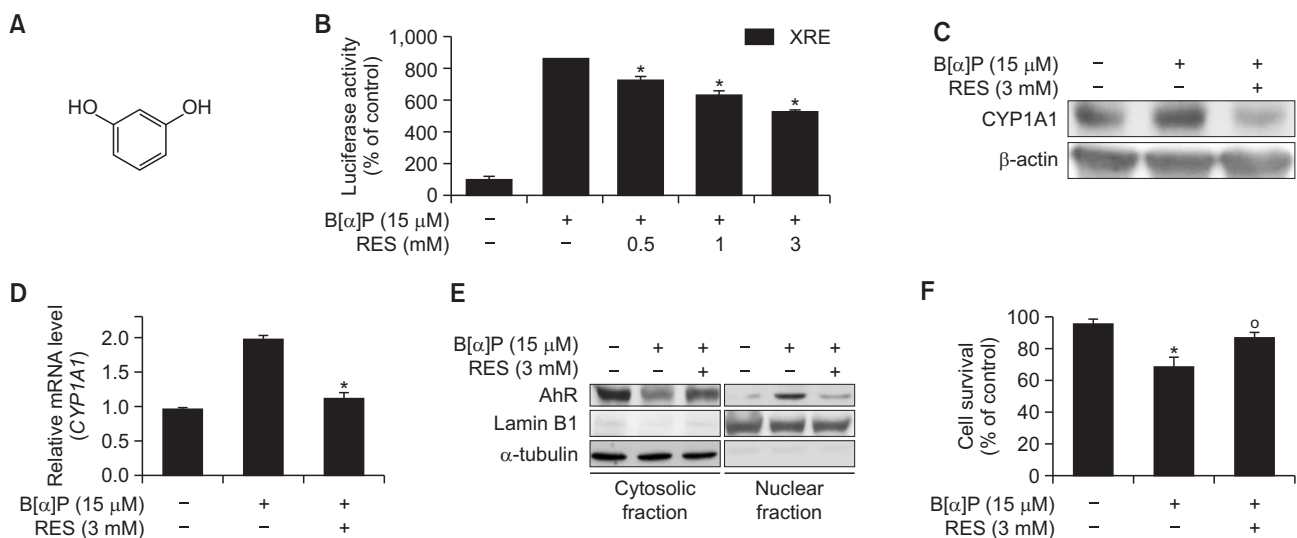 A
HO
OH
B
Luciferase activity
(% of control)
1,000
800
600
400
200
0
XRE
* * *
B[α]P (15 μM) − + + + +
RES (mM) − − 0.5 1 3
C
B[α]P (15 μM) − + +
RES (3 mM) − − +
CYP1A1
β-actin
D
Relative mRNA level
(CYP1A1)
2.0
1.5
1.0
0.5
0.0
*
B[α]P (15 μM) − + +
RES (3 mM) − − +
E
B[α]P (15 μM) − + + − + +
RES (3 mM) − − + − − +
AhR
Lamin B1
α-tubulin
Cytosolic
fraction
Nuclear
fraction
F
Cell survival
(% of control)
100
80
60
40
20
0
* o
B[α]P (15 μM) − + +
RES (3 mM) − − +